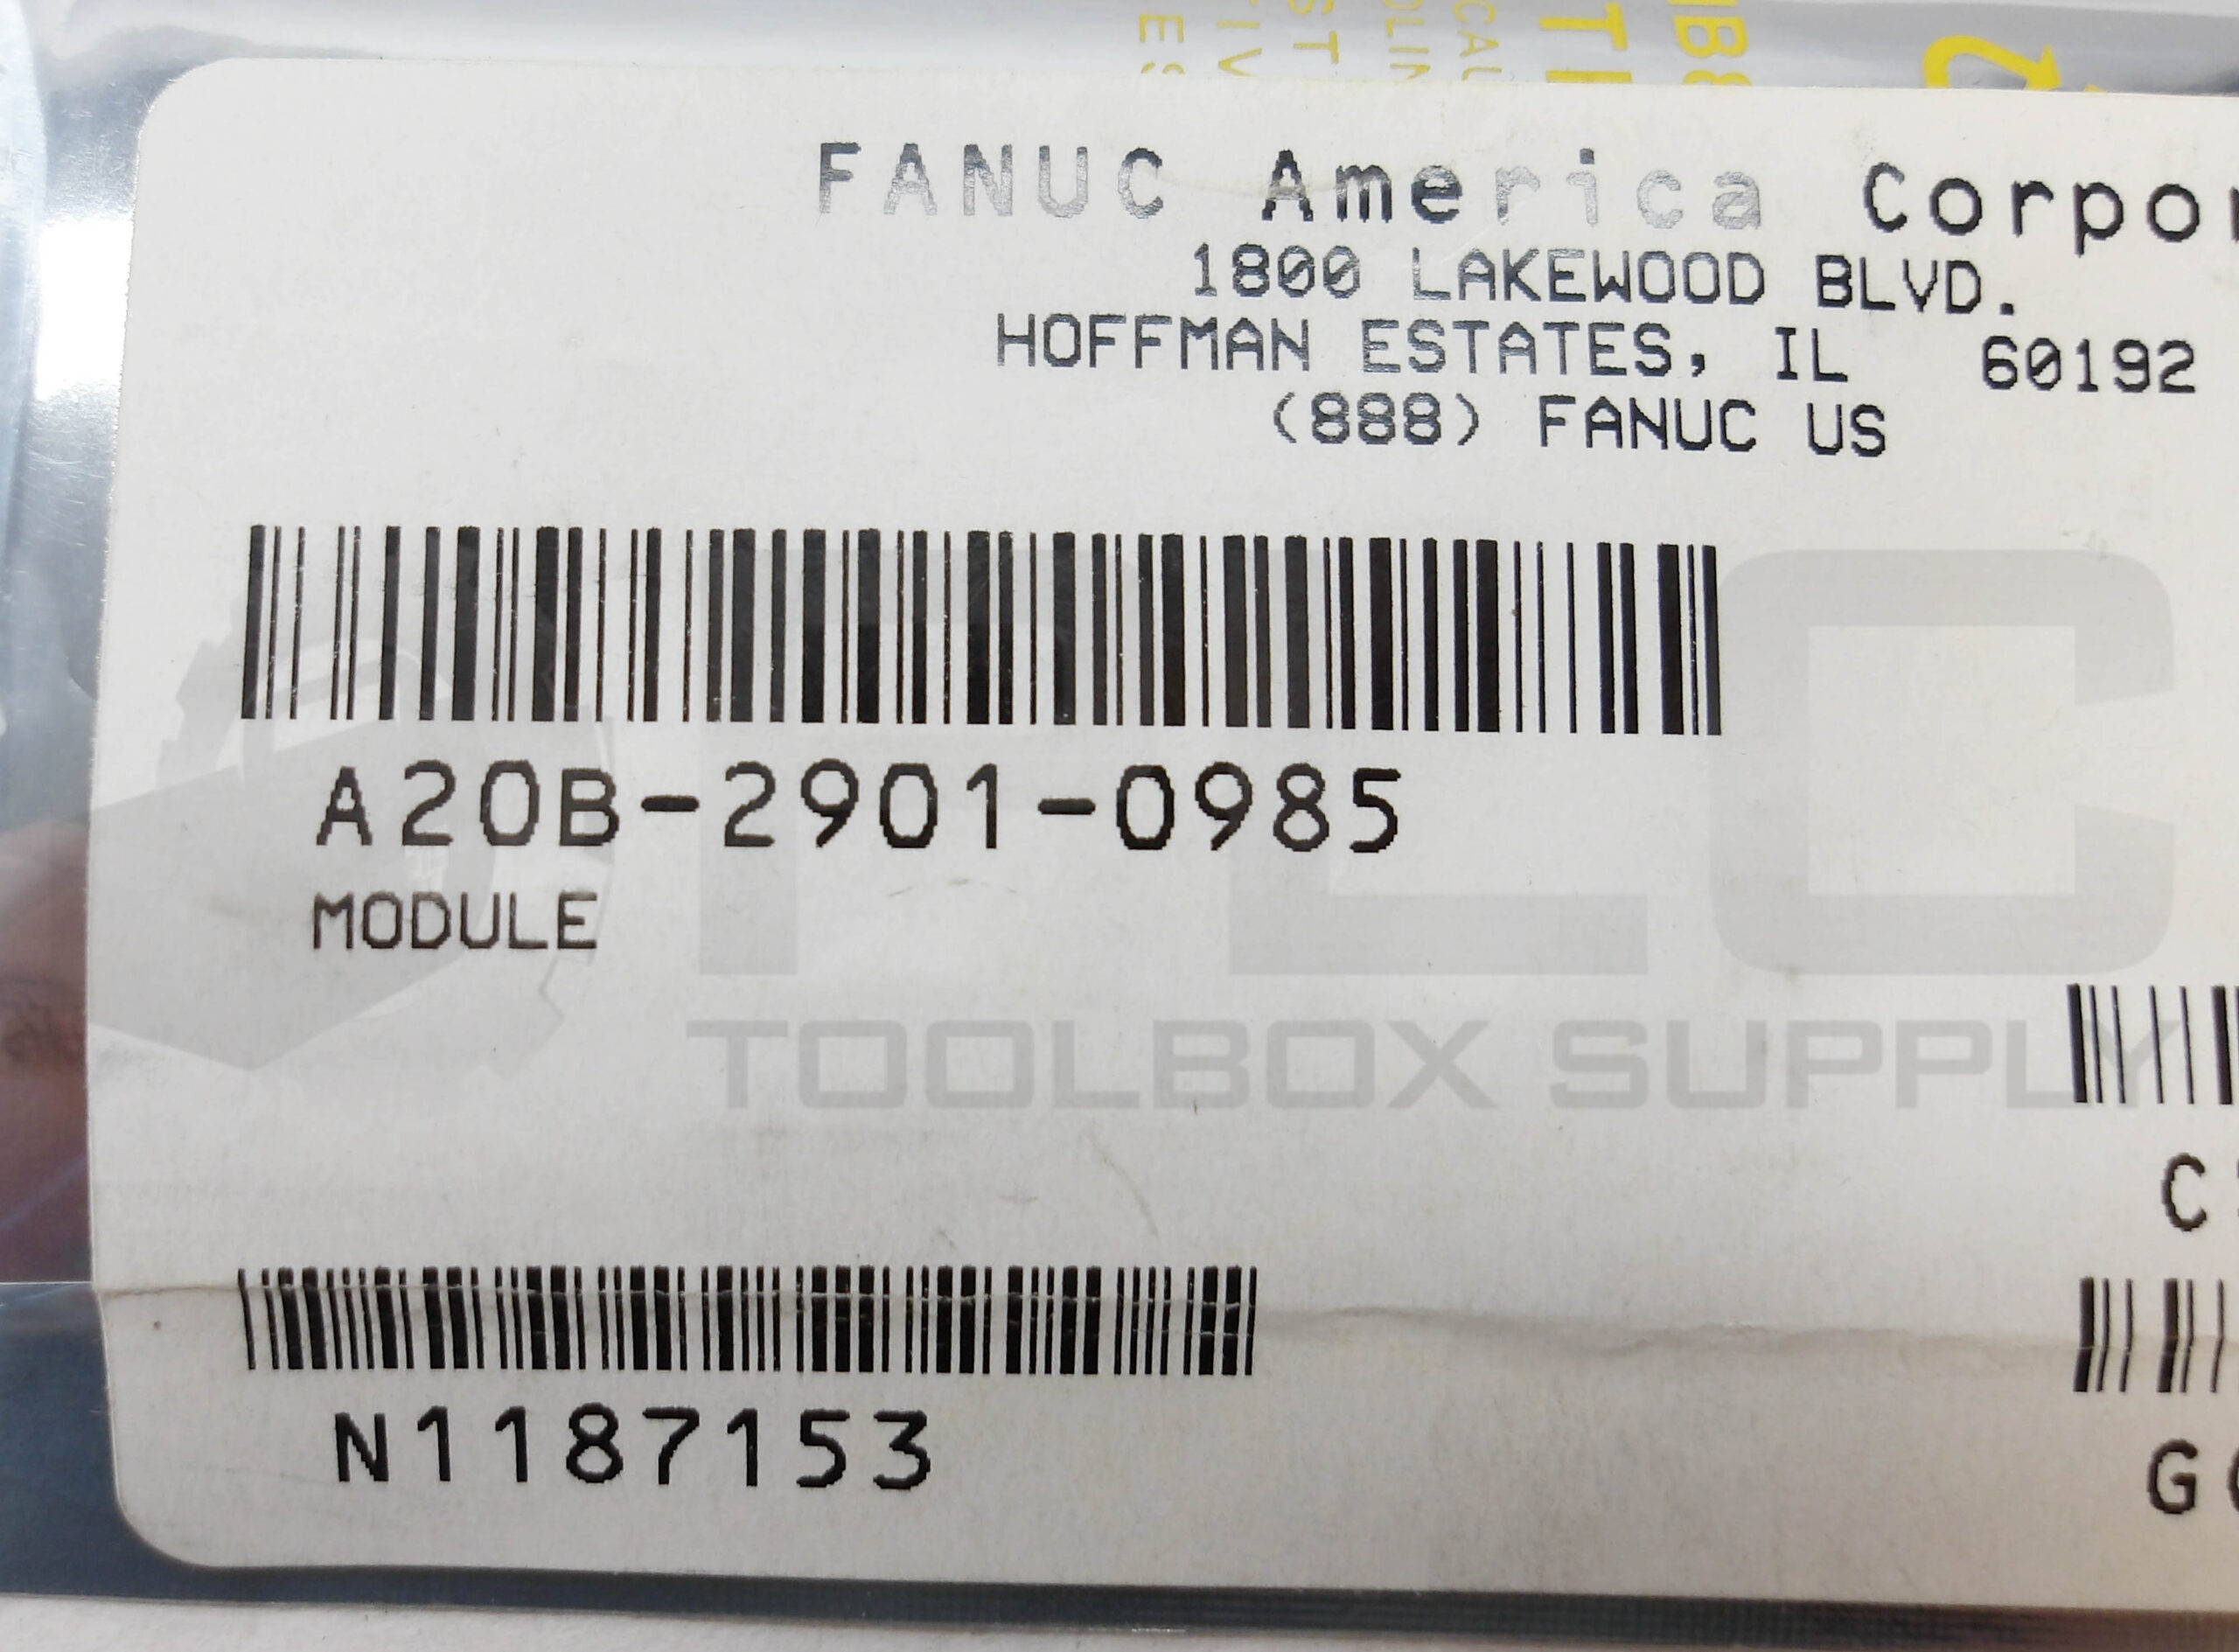 FANUC America Corpor
1800 LAKEWOOD BLVD.
HOFFMAN ESTATES, IL 60192
(888) FANUC US
A20B-2901-0985
MODULE
PLC
TOOLBOX SUPPLY
N1187153